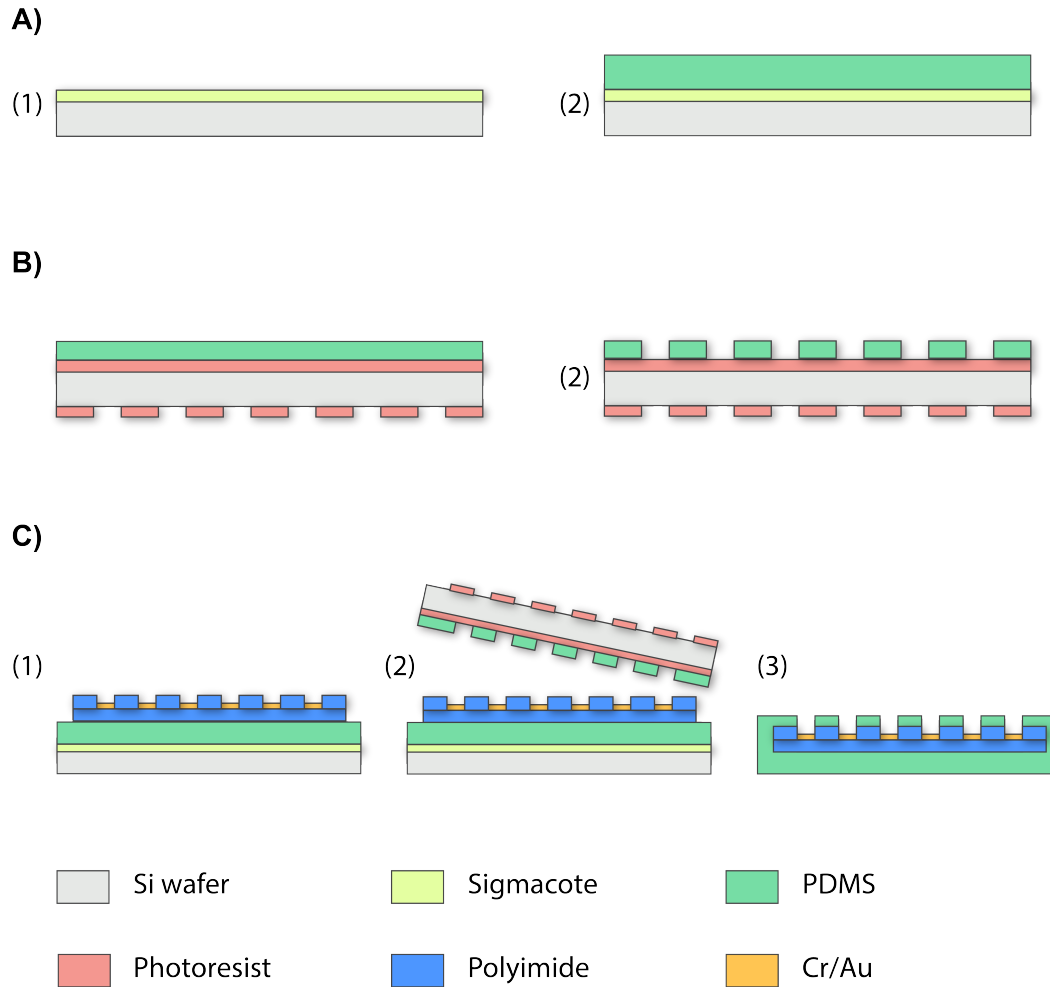 A)
(1)
(2)
B)
(2)
C)
(1)
(2)
(3)
Si wafer
Sigmacote
PDMS
Photoresist
Polyimide
Cr/Au